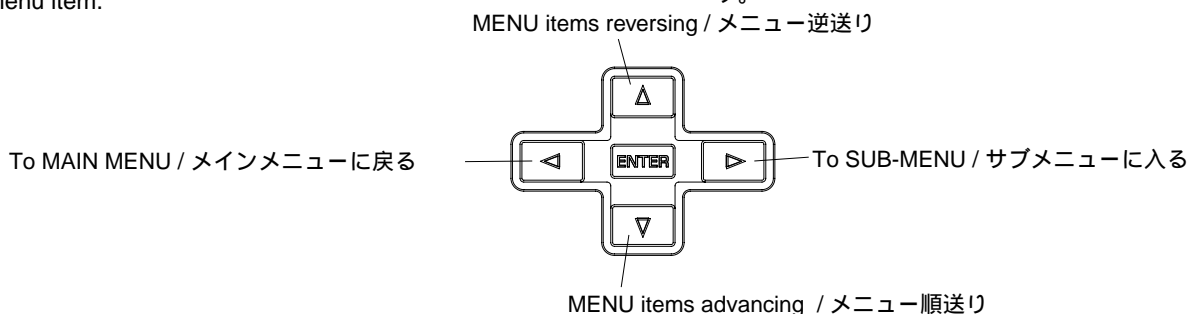 menu item.
す。
MENU items reversing / メニュー逆送り
To MAIN MENU / メインメニューに戻る
ENTER
To SUB-MENU / サブメニューに入る
MENU items advancing / メニュー順送り